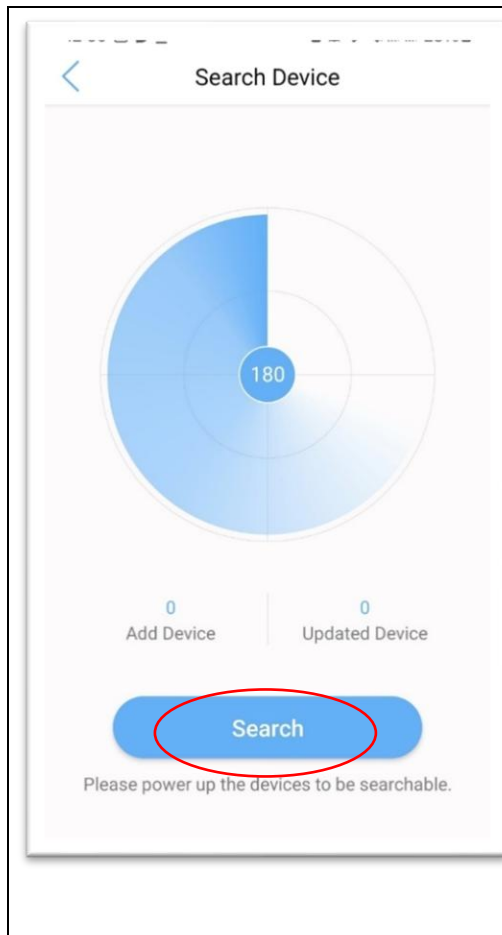 Search Device
180
0 0
Add Device Updated Device
Search
Please power up the devices to be searchable.